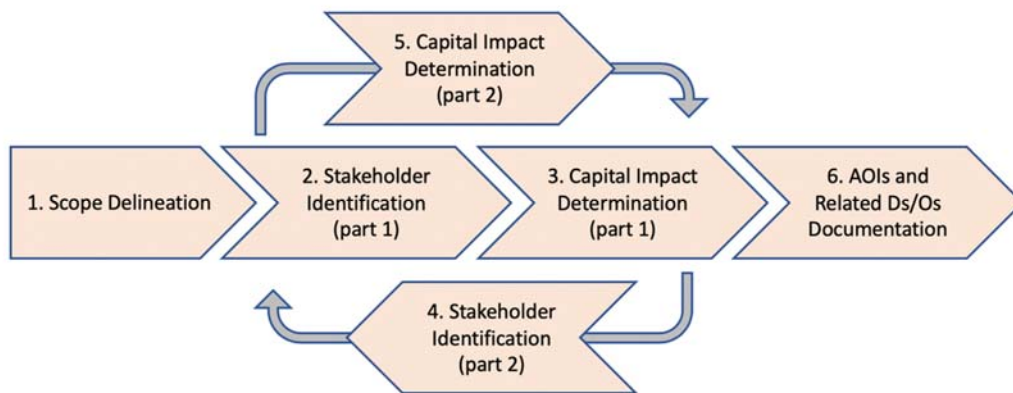 5. Capital Impact
Determination
(part 2)
1. Scope Delineation
2. Stakeholder
Identification
(part 1)
3. Capital Impact
Determination
(part 1)
6. AOIs and
Related Ds/Os
Documentation
4. Stakeholder
Identification
(part 2)